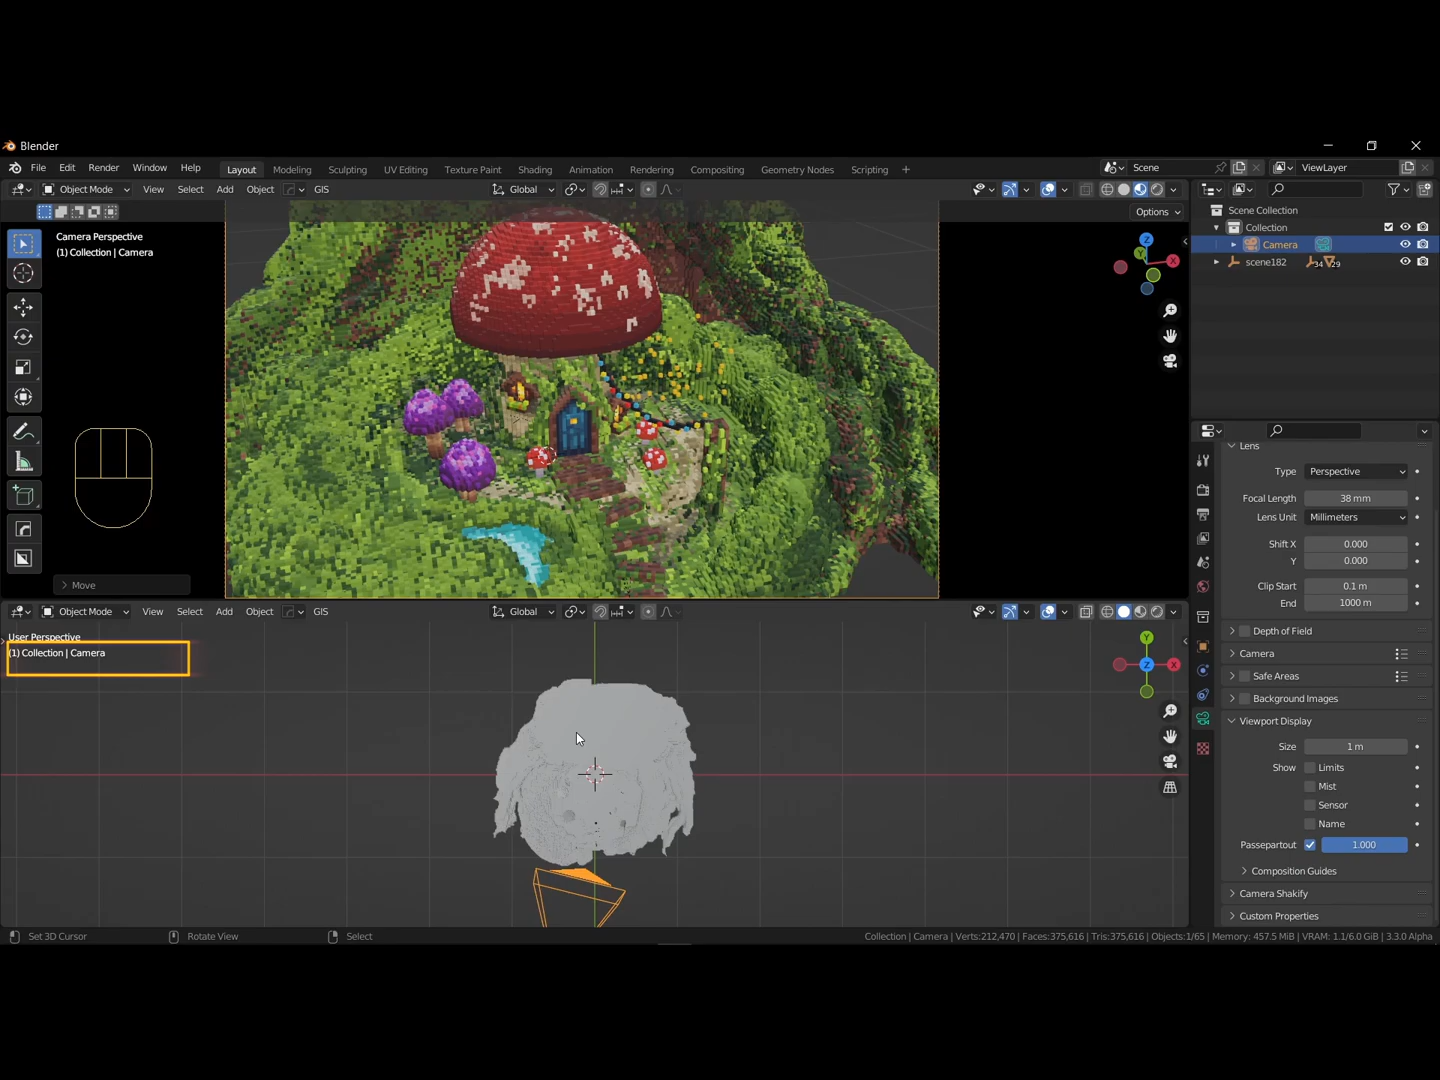 Blender
File Edit Render Window Help Layout Modeling Sculpting UV Editing Texture Paint Shading Animation Rendering Compositing Geometry Nodes Scripting + Scene ViewLayer
Object Mode View Select Add Object GIS Global
Options
Camera Perspective
(1) Collection | Camera
Z
Y
X
> Move
Scene Collection
Collection
Camera
scene182 34 29
Lens
Type Perspective
Focal Length 38 mm
Lens Unit Millimeters
Shift X 0.000
Y 0.000
Clip Start 0.1 m
End 1000 m
Depth of Field
Camera
Safe Areas
Background Images
Viewport Display
Size 1 m
Show Limits
Mist
Sensor
Name
Passepartout 1.000
Composition Guides
Camera Shakify
Custom Properties
Object Mode View Select Add Object GIS Global
User Perspective
(1) Collection | Camera
Y
Z
X
Set 3D Cursor Rotate View Select Collection | Camera | Verts:212,470 | Faces:375,616 | Tris:375,616 | Objects:1/65 | Memory: 457.5 MiB | VRAM: 1.1/6.0 GiB | 3.3.0 Alpha